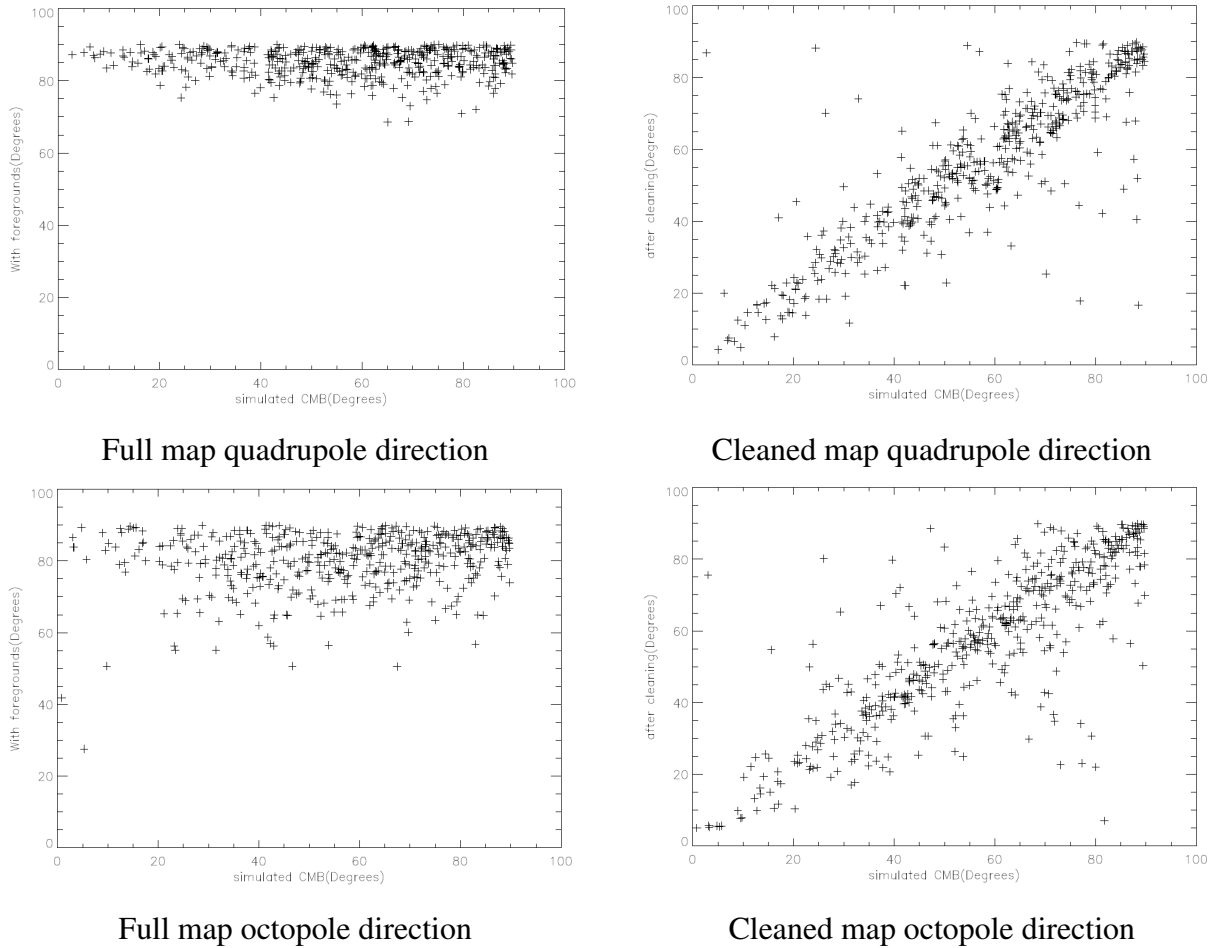 100
80
60
40
20
0
With foregrounds(Degrees)
0 20 40 60 80 100
simulated CMB(Degrees)
Full map quadrupole direction
100
80
60
40
20
0
after cleaning(Degrees)
0 20 40 60 80 100
simulated CMB(Degrees)
Cleaned map quadrupole direction
100
80
60
40
20
0
With foregrounds(Degrees)
0 20 40 60 80 100
simulated CMB(Degrees)
Full map octopole direction
100
80
60
40
20
0
after cleaning(Degrees)
0 20 40 60 80 100
simulated CMB(Degrees)
Cleaned map octopole direction